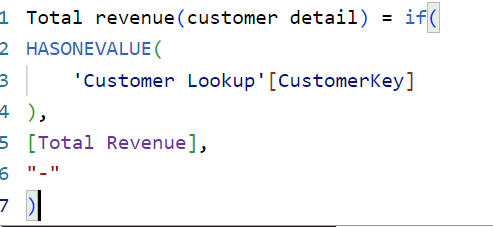 1 Total revenue(customer detail) = if(
2 HASONEVALUE(
3 'Customer Lookup'[CustomerKey]
4 ),
5 [Total Revenue],
6 "-"
7 )